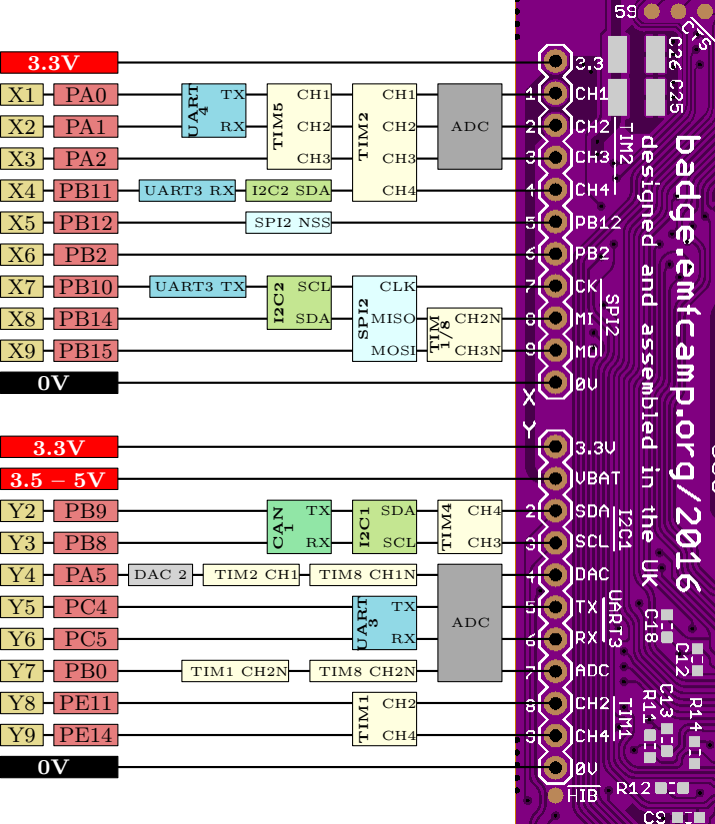 59
CTS
3.3V 3.3
C26
C25
X1 PA0 UART 4 TX TIM5 CH1 TIM2 CH1 ADC 1 CH1
X2 PA1 RX CH2 CH2 2 CH2 TIM2
X3 PA2 CH3 CH3 3 CH3
X4 PB11 UART3 RX I2C2 SDA CH4 4 CH4
X5 PB12 SPI2 NSS 5 PB12
X6 PB2 6 PB2
X7 PB10 UART3 TX I2C2 SCL SPI2 CLK 7 CK SPI2
X8 PB14 SDA MISO TIM 1/8 CH2N 8 MI
X9 PB15 MOSI CH3N 9 MO
0V 0V
X
Y
3.3V 3.3V
3.5 – 5V VBAT
Y2 PB9 CAN 1 TX I2C1 SDA TIM4 CH4 2 SDA I2C1
Y3 PB8 RX SCL CH3 3 SCL
Y4 PA5 DAC 2 TIM2 CH1 TIM8 CH1N ADC 4 DAC
Y5 PC4 UART 3 TX 5 TX UART3
Y6 PC5 RX 6 RX
Y7 PB0 TIM1 CH2N TIM8 CH2N 7 ADC
Y8 PE11 TIM1 CH2 8 CH2 TIM1
Y9 PE14 CH4 9 CH4
0V 0V
HIB
badge.emfcamp.org/2016
designed and assembled in the UK
C18
C12
C13
R11
R14
R12
C9